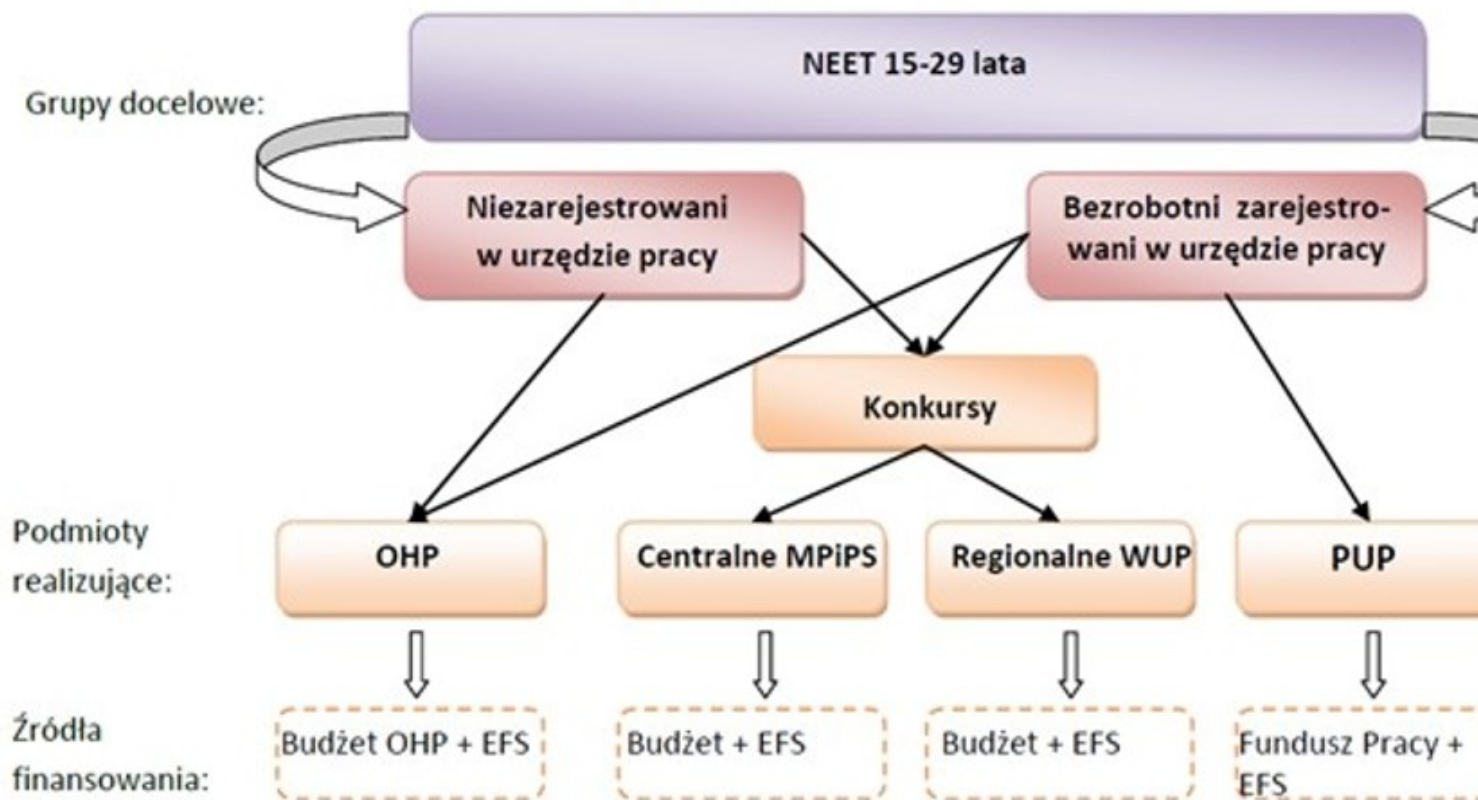 NEET 15-29 lata
Grupy docelowe:
Niezarejestrowani
w urzędzie pracy
Bezrobotni zarejestro-
wani w urzędzie pracy
Konkursy
Podmioty
realizujące:
OHP
Centralne MPiPS
Regionalne WUP
PUP
Źródła
finansowania:
Budżet OHP + EFS
Budżet + EFS
Budżet + EFS
Fundusz Pracy +
EFS